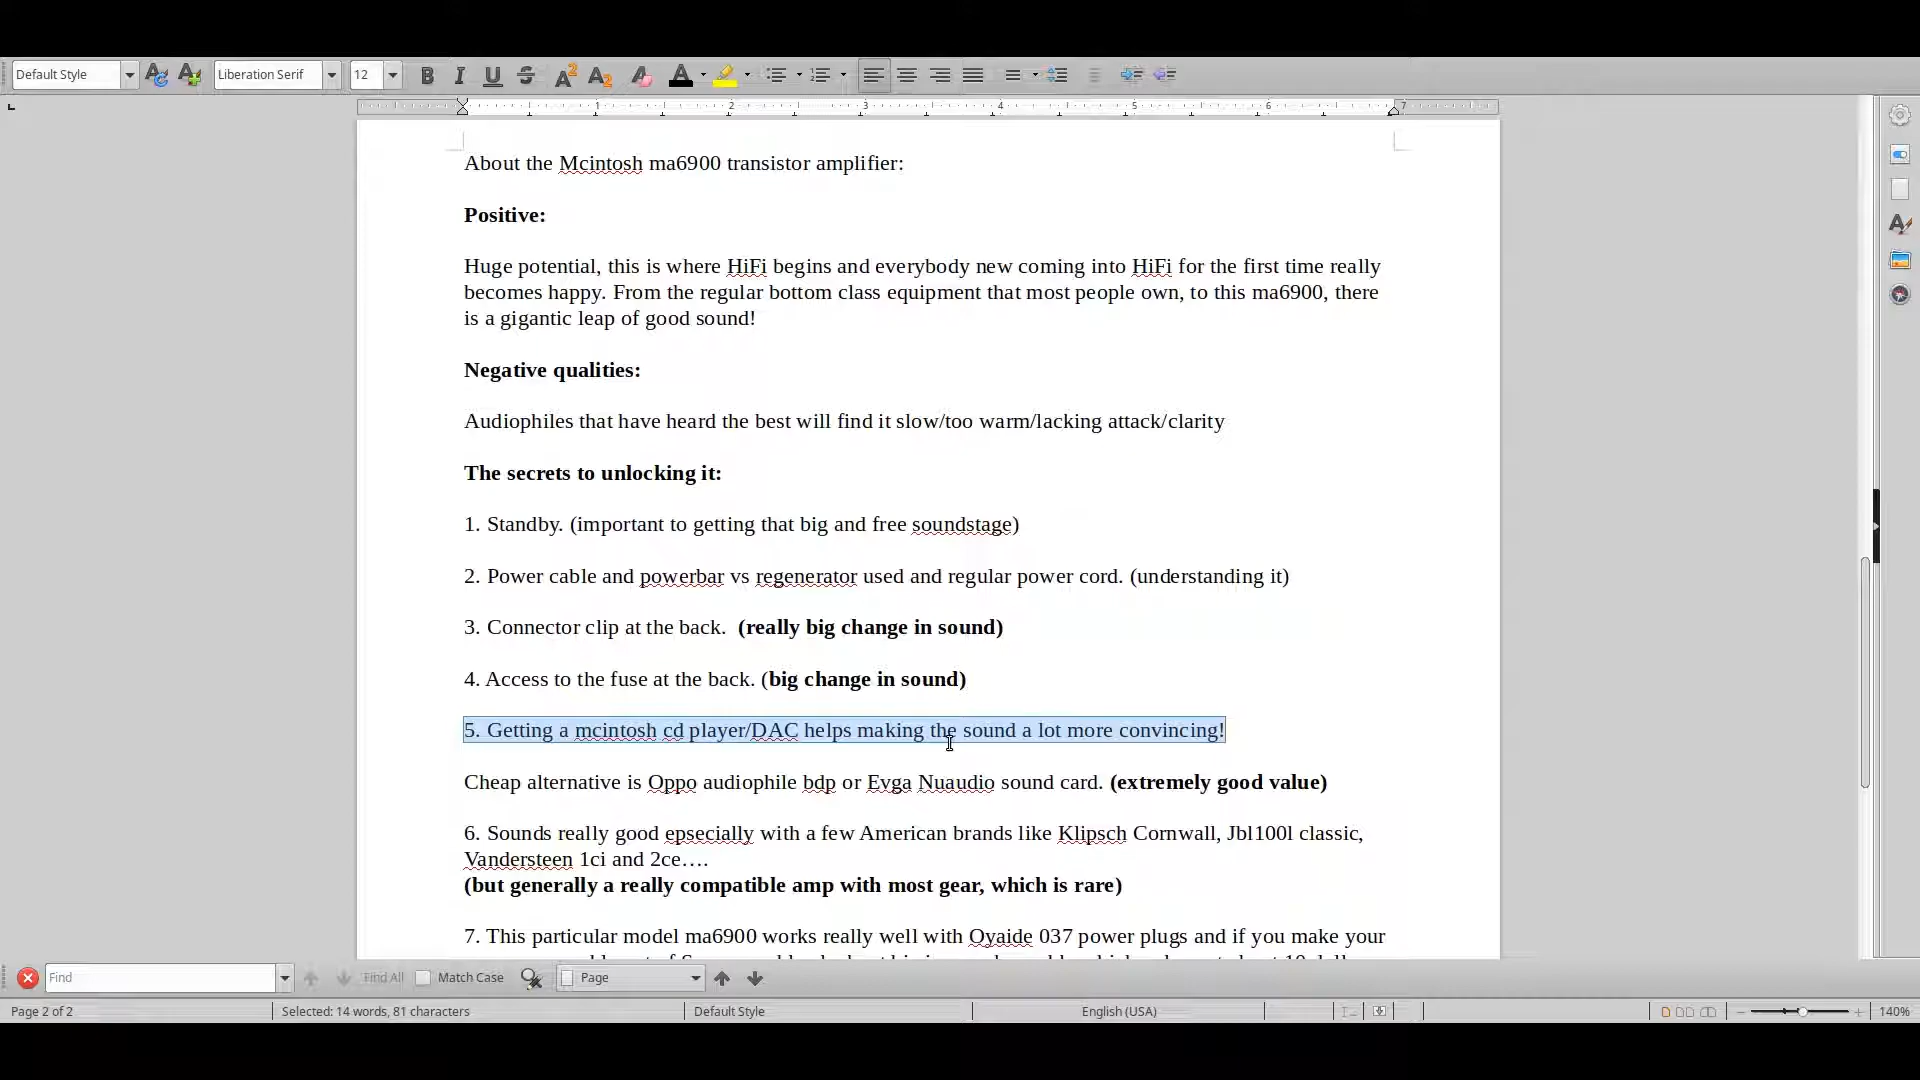 Default Style
Liberation Serif
12
1 2 3 4 5 6 7
About the Mcintosh ma6900 transistor amplifier:
Positive:
Huge potential, this is where HiFi begins and everybody new coming into HiFi for the first time really
becomes happy. From the regular bottom class equipment that most people own, to this ma6900, there
is a gigantic leap of good sound!
Negative qualities:
Audiophiles that have heard the best will find it slow/too warm/lacking attack/clarity
The secrets to unlocking it:
1. Standby. (important to getting that big and free soundstage)
2. Power cable and powerbar vs regenerator used and regular power cord. (understanding it)
3. Connector clip at the back.  (really big change in sound)
4. Access to the fuse at the back. (big change in sound)
5. Getting a mcintosh cd player/DAC helps making the sound a lot more convincing!
Cheap alternative is Oppo audiophile bdp or Evga Nuaudio sound card. (extremely good value)
6. Sounds really good epsecially with a few American brands like Klipsch Cornwall, Jbl100l classic,
Vandersteen 1ci and 2ce….
(but generally a really compatible amp with most gear, which is rare)
7. This particular model ma6900 works really well with Oyaide 037 power plugs and if you make your
Find
Find All
Match Case
Page
Page 2 of 2
Selected: 14 words, 81 characters
Default Style
English (USA)
140%